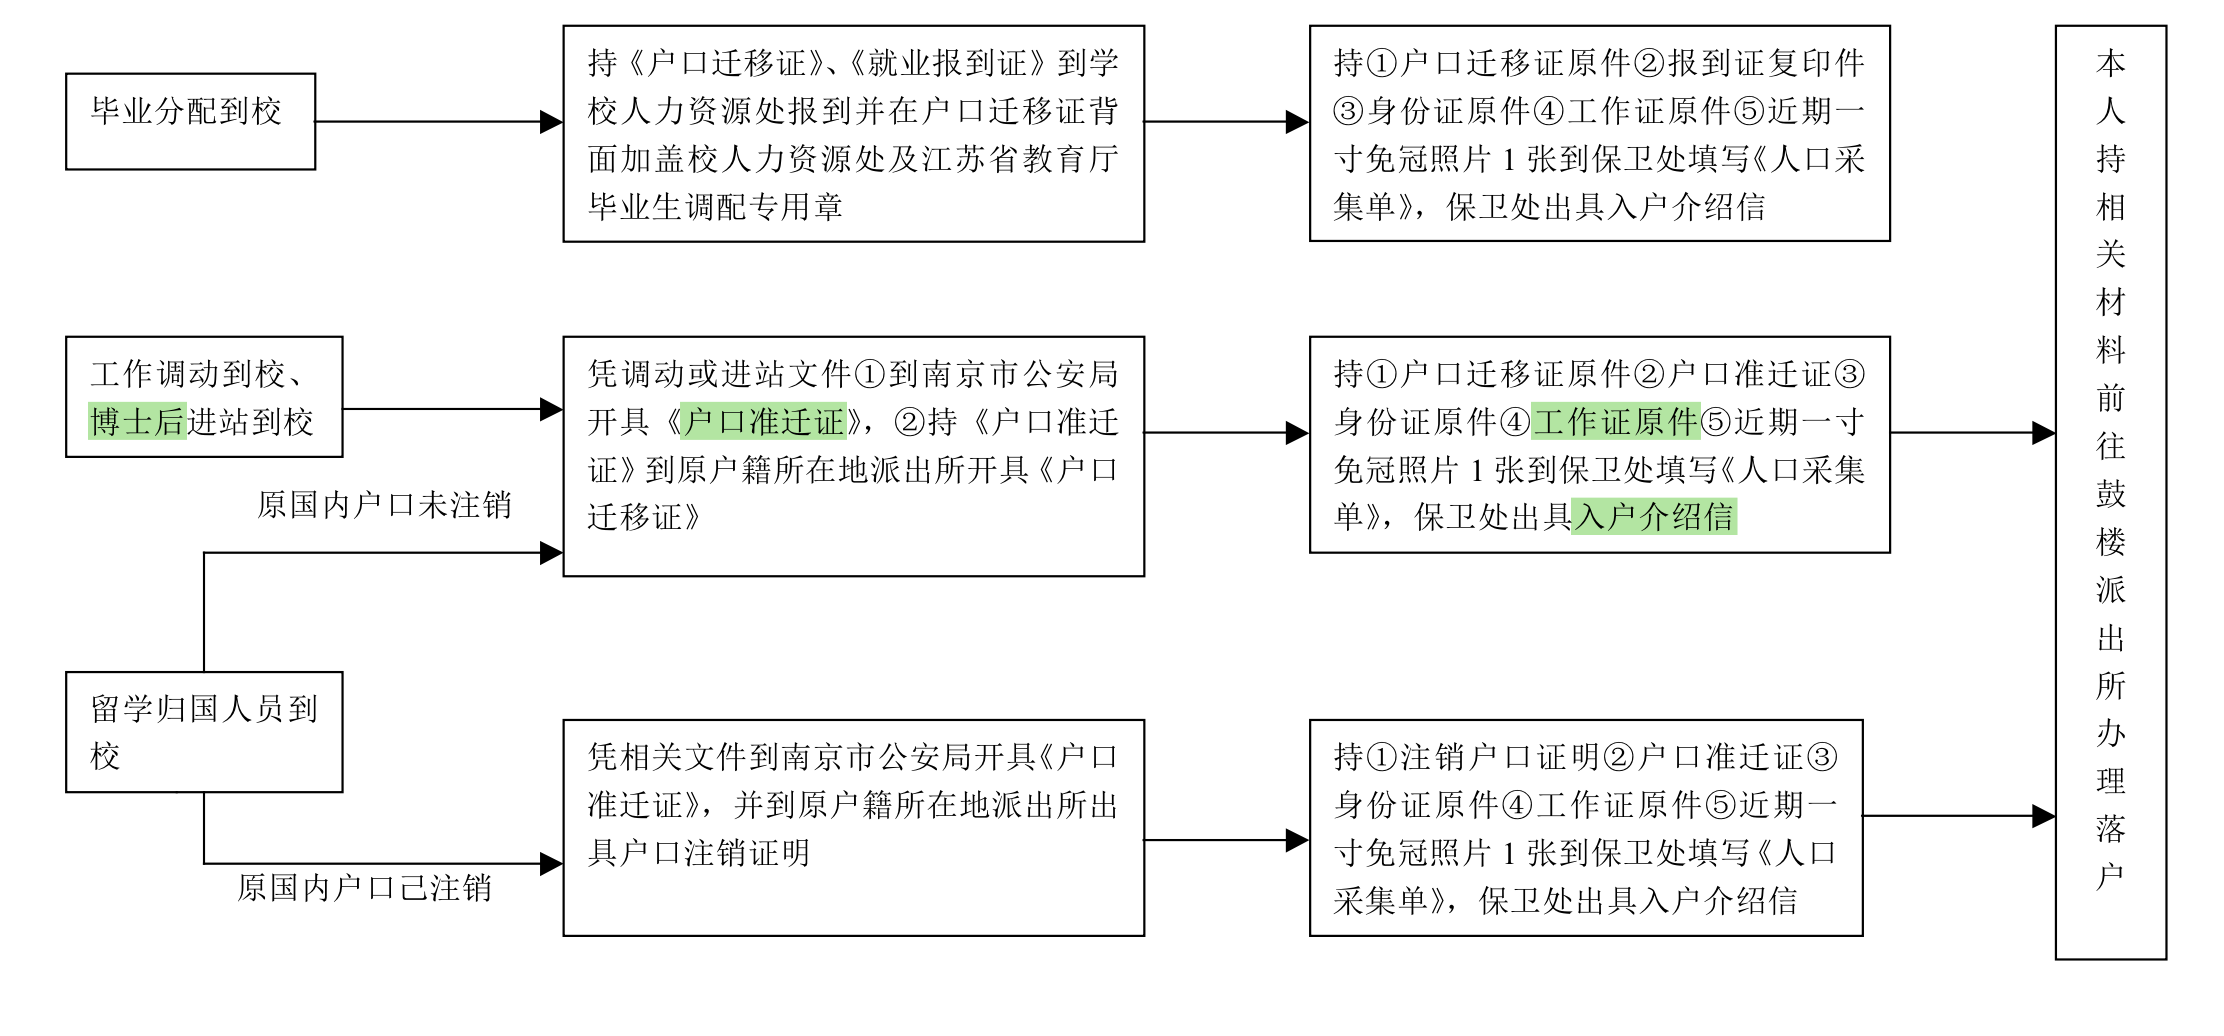 毕业分配到校
持《户口迁移证》、《就业报到证》到学
校人力资源处报到并在户口迁移证背
面加盖校人力资源处及江苏省教育厅
毕业生调配专用章
持①户口迁移证原件②报到证复印件
③身份证原件④工作证原件⑤近期一
寸免冠照片 1 张到保卫处填写《人口采
集单》，保卫处出具入户介绍信
工作调动到校、
博士后进站到校
凭调动或进站文件①到南京市公安局
开具《户口准迁证》，②持《户口准迁
证》到原户籍所在地派出所开具《户口
迁移证》
持①户口迁移证原件②户口准迁证③
身份证原件④工作证原件⑤近期一寸
免冠照片 1 张到保卫处填写《人口采集
单》，保卫处出具入户介绍信
原国内户口未注销
留学归国人员到
校
原国内户口己注销
凭相关文件到南京市公安局开具《户口
准迁证》，并到原户籍所在地派出所出
具户口注销证明
持①注销户口证明②户口准迁证③
身份证原件④工作证原件⑤近期一
寸免冠照片 1 张到保卫处填写《人口
采集单》，保卫处出具入户介绍信
本人持相关材料前往鼓楼派出所办理落户